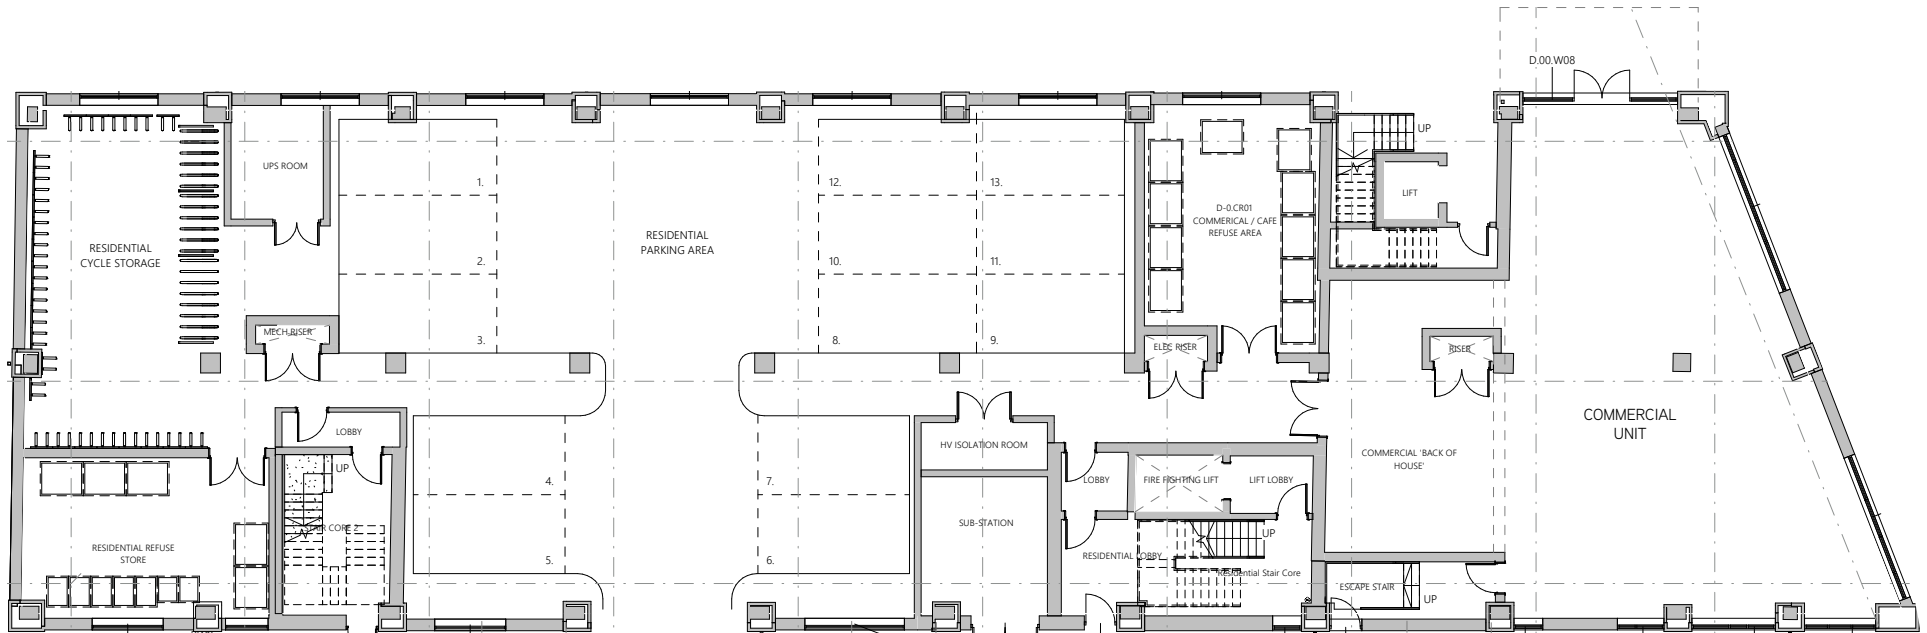 D.00.W08
UP
UPS ROOM
1.
12.
13.
LIFT
D-0.CR01
COMMERICAL / CAFE
REFUSE AREA
RESIDENTIAL
PARKING AREA
RESIDENTIAL
CYCLE STORAGE
2.
10.
11.
MECH RISER
3.
8.
9.
ELEC RISER
RISER
COMMERCIAL
UNIT
LOBBY
HV ISOLATION ROOM
COMMERCIAL 'BACK OF
HOUSE'
UP
4.
7.
LOBBY
FIRE FIGHTING LIFT
LIFT LOBBY
STAIR CORE 2
SUB-STATION
UP
RESIDENTIAL REFUSE
STORE
5.
6.
RESIDENTIAL LOBBY
Residential Stair Core
ESCAPE STAIR
UP